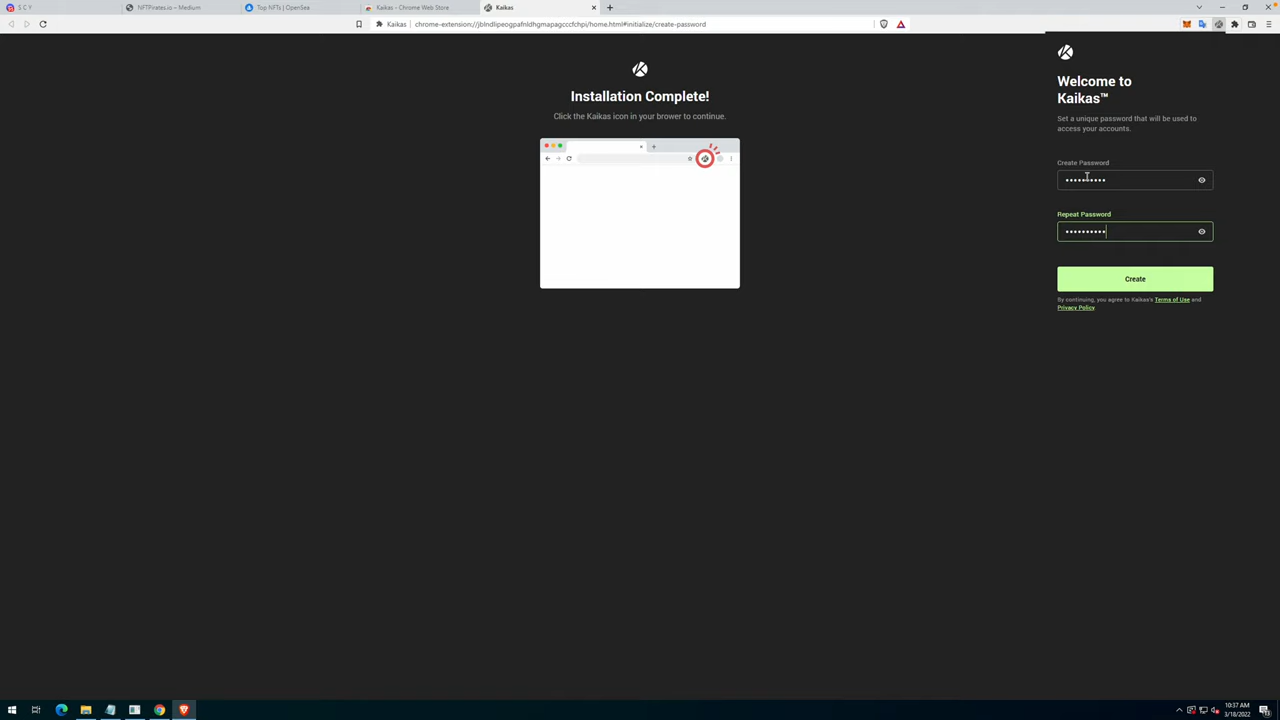 S C Y
NFTPirates.io – Medium
Top NFTs | OpenSea
Kaikas - Chrome Web Store
Kaikas
Kaikas
chrome-extension://jblndlipeogpafnldhgmapagcccfchpi/home.html#initialize/create-password
Installation Complete!
Click the Kaikas icon in your brower to continue.
Welcome to
Kaikas™
Set a unique password that will be used to
access your accounts.
Create Password
Repeat Password
Create
By continuing, you agree to Kaikas's Terms of Use and
Privacy Policy.
10:37 AM
3/18/2022